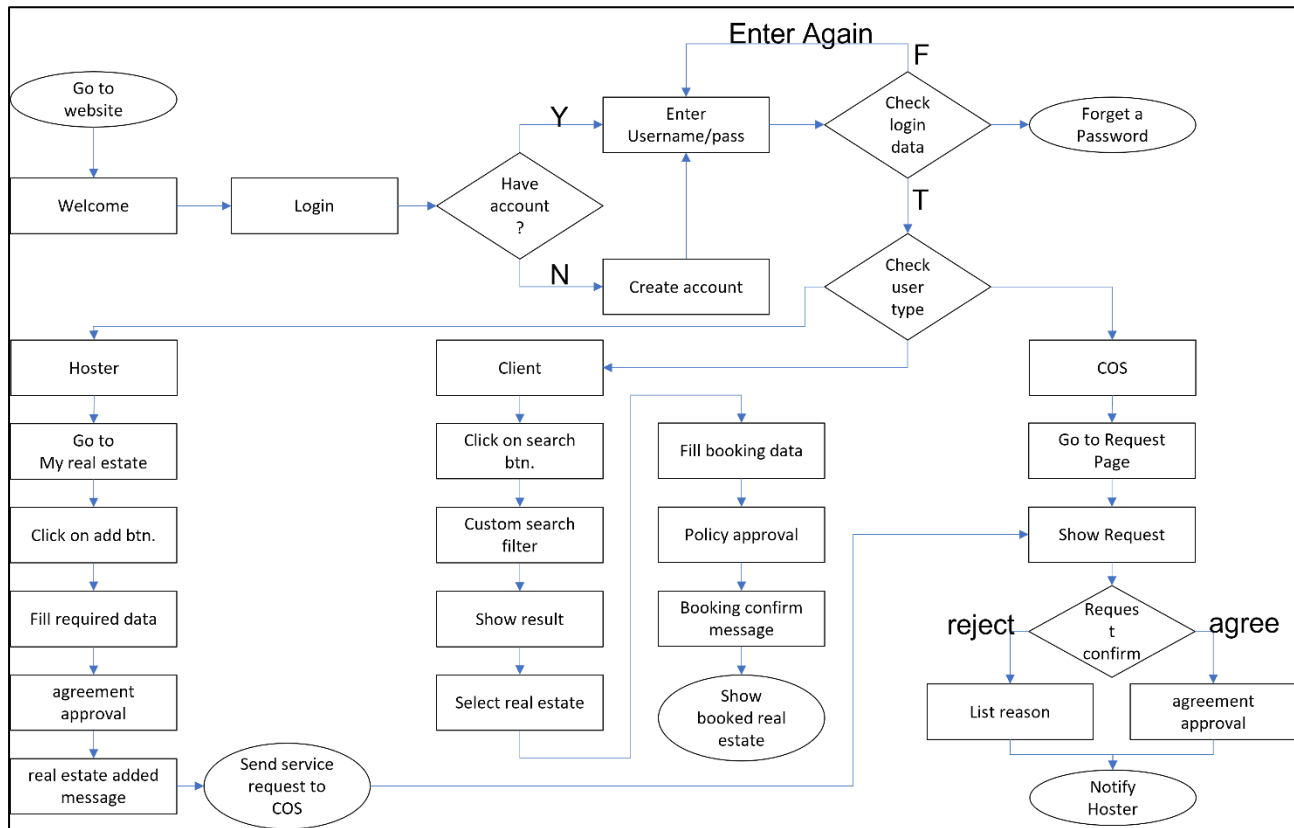 Enter Again
F
Go to
website
Enter
Username/pass
Check
login
data
Forget a
Password
Y
Welcome
Login
Have
account
?
T
N
Create account
Check
user
type
Hoster
Client
COS
Go to
My real estate
Click on search
btn.
Fill booking data
Go to Request
Page
Click on add btn.
Custom search
filter
Policy approval
Show Request
Fill required data
Show result
Booking confirm
message
reject
Reques
t
confirm
agree
agreement
approval
Select real estate
Show
booked real
estate
List reason
agreement
approval
real estate added
message
Send service
request to
COS
Notify
Hoster